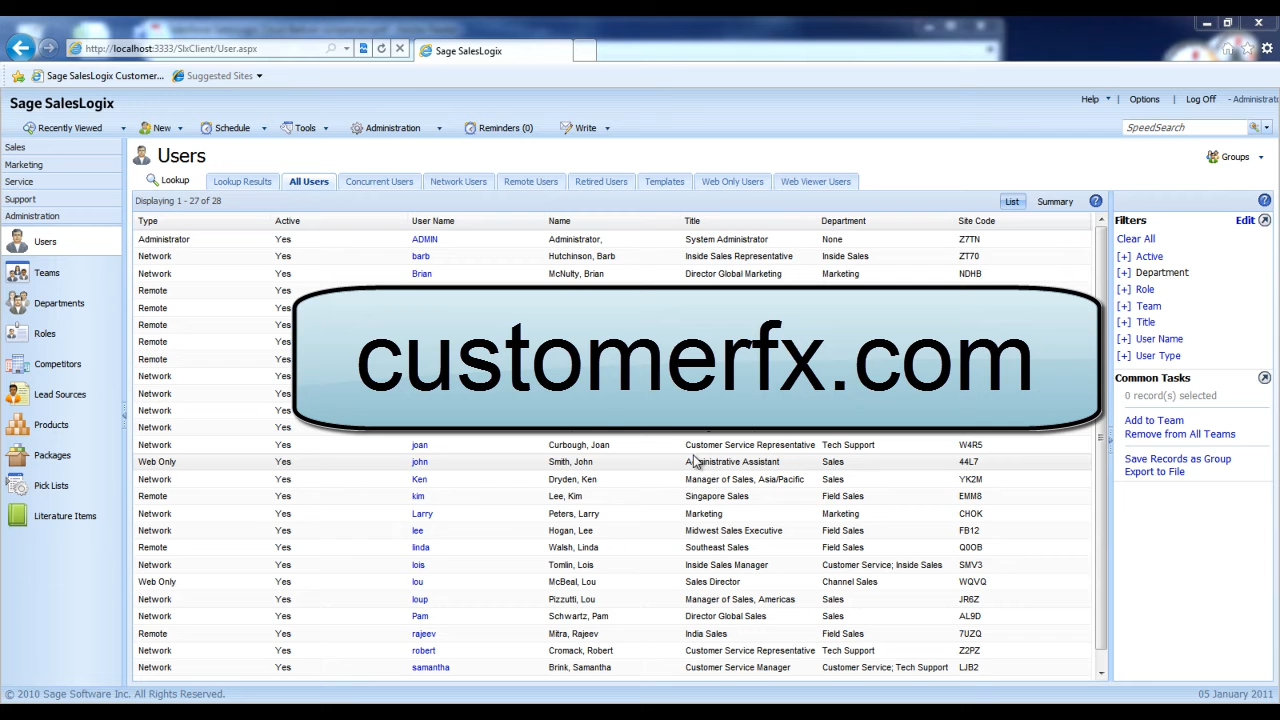 http://localhost:3333/SlxClient/User.aspx
Sage SalesLogix
Sage SalesLogix Customer...
Suggested Sites
Sage SalesLogix
Help
Options
Log Off
- Administrat
Recently Viewed
New
Schedule
Tools
Administration
Reminders (0)
Write
SpeedSearch
Sales
Marketing
Service
Support
Administration
Users
Teams
Departments
Roles
Competitors
Lead Sources
Products
Packages
Pick Lists
Literature Items
Users
Groups
Lookup
Lookup Results
All Users
Concurrent Users
Network Users
Remote Users
Retired Users
Templates
Web Only Users
Web Viewer Users
Displaying 1 - 27 of 28
List
Summary
Type Active User Name Name Title Department Site Code
Administrator Yes ADMIN Administrator, System Administrator None Z7TN
Network Yes barb Hutchinson, Barb Inside Sales Representative Inside Sales ZT70
Network Yes Brian McNulty, Brian Director Global Marketing Marketing NDHB
Remote Yes
Remote Yes
Remote Yes
Remote Yes
Remote Yes
Network Yes
Network Yes
Network Yes
Network Yes
customerfx.com
Network Yes joan Curbough, Joan Customer Service Representative Tech Support W4R5
Web Only Yes john Smith, John Administrative Assistant Sales 44L7
Network Yes Ken Dryden, Ken Manager of Sales, Asia/Pacific Sales YK2M
Remote Yes kim Lee, Kim Singapore Sales Field Sales EMM8
Network Yes Larry Peters, Larry Marketing Marketing CHOK
Network Yes lee Hogan, Lee Midwest Sales Executive Field Sales FB12
Remote Yes linda Walsh, Linda Southeast Sales Field Sales Q0OB
Network Yes lois Tomlin, Lois Inside Sales Manager Customer Service; Inside Sales SMV3
Web Only Yes lou McBeal, Lou Sales Director Channel Sales WQVQ
Network Yes loup Pizzutti, Lou Manager of Sales, Americas Sales JR6Z
Network Yes Pam Schwartz, Pam Director Global Sales Sales AL9D
Remote Yes rajeev Mitra, Rajeev India Sales Field Sales 7UZQ
Network Yes robert Cromack, Robert Customer Service Representative Tech Support Z2PZ
Network Yes samantha Brink, Samantha Customer Service Manager Customer Service; Tech Support LJB2
Filters
Edit
Clear All
[+] Active
[+] Department
[+] Role
[+] Team
[+] Title
[+] User Name
[+] User Type
Common Tasks
0 record(s) selected
Add to Team
Remove from All Teams
Save Records as Group
Export to File
© 2010 Sage Software Inc. All Rights Reserved.
05 January 2011